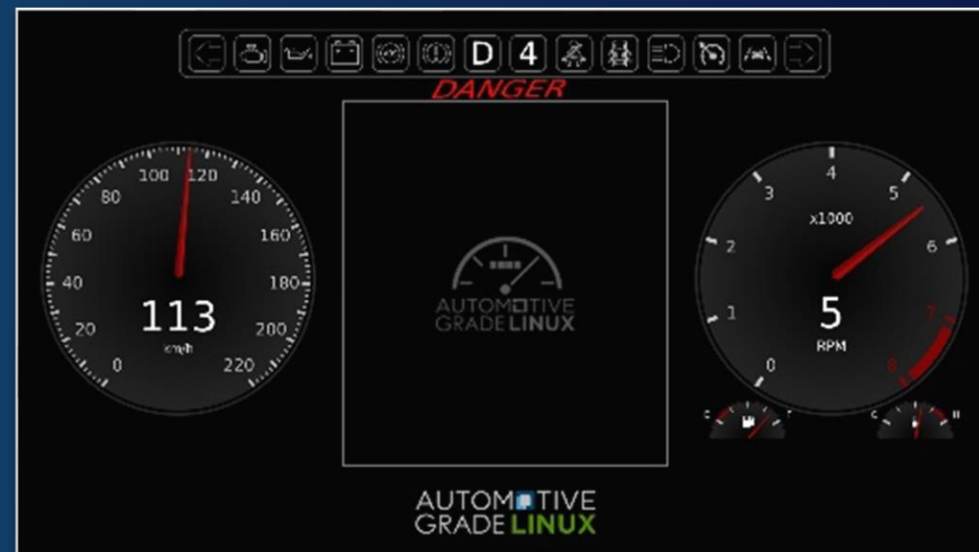 D 4
DANGER
0 20 40 60 80 100 120 140 160 180 200 220
113
km/h
AUTOMOTIVE
GRADE LINUX
0 1 2 3 4 5 6 7 8
x1000
5
RPM
C F
C H
AUTOMOTIVE
GRADE LINUX